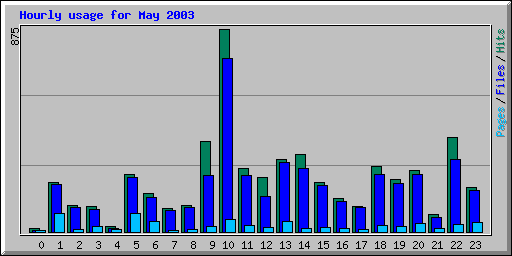 Hourly usage for May 2003
875
Pages/Files/Hits
0 1 2 3 4 5 6 7 8 9 10 11 12 13 14 15 16 17 18 19 20 21 22 23